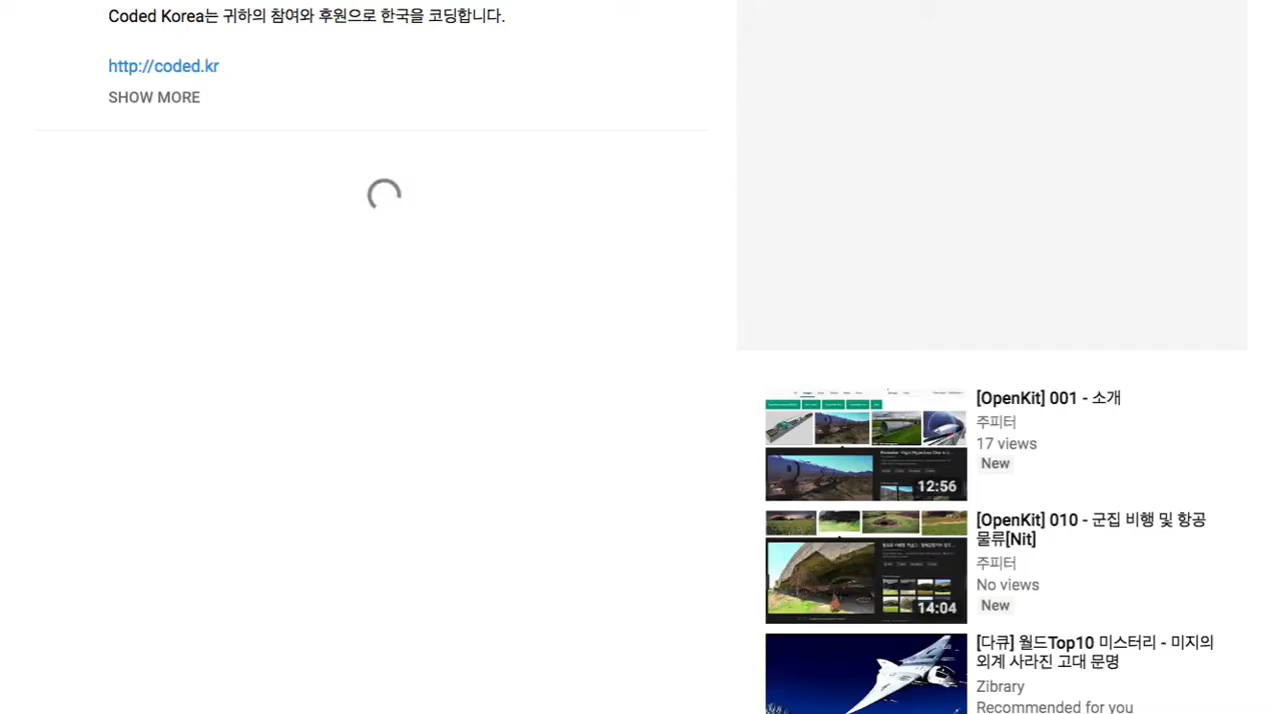 Coded Korea는 귀하의 참여와 후원으로 한국을 코딩합니다.
http://coded.kr
SHOW MORE
[OpenKit] 001 - 소개
주피터
17 views
New
12:56
[OpenKit] 010 - 군집 비행 및 항공
물류[Nit]
주피터
No views
New
14:04
[다큐] 월드Top10 미스터리 - 미지의
외계 사라진 고대 문명
Zibrary
Recommended for you